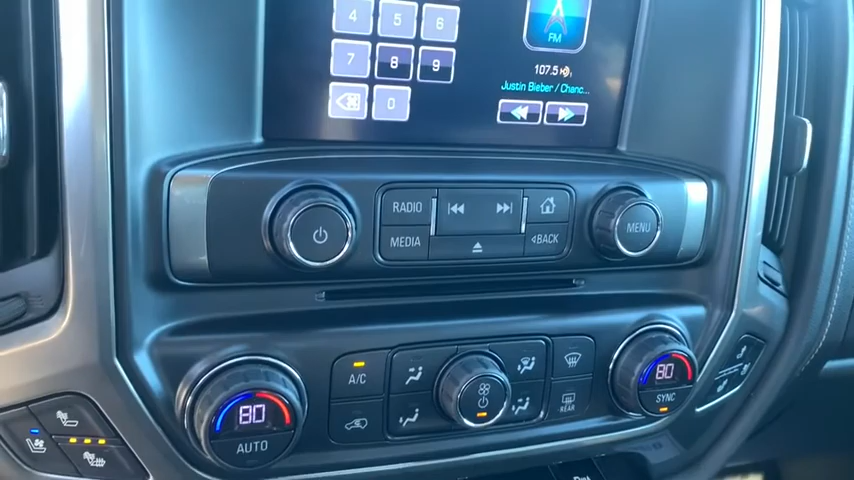 4 5 6
FM
7 8 9
107.5
Justin Bieber / Chanc...
0
RADIO
MEDIA
BACK
MENU
A/C
80
AUTO
REAR
80
SYNC